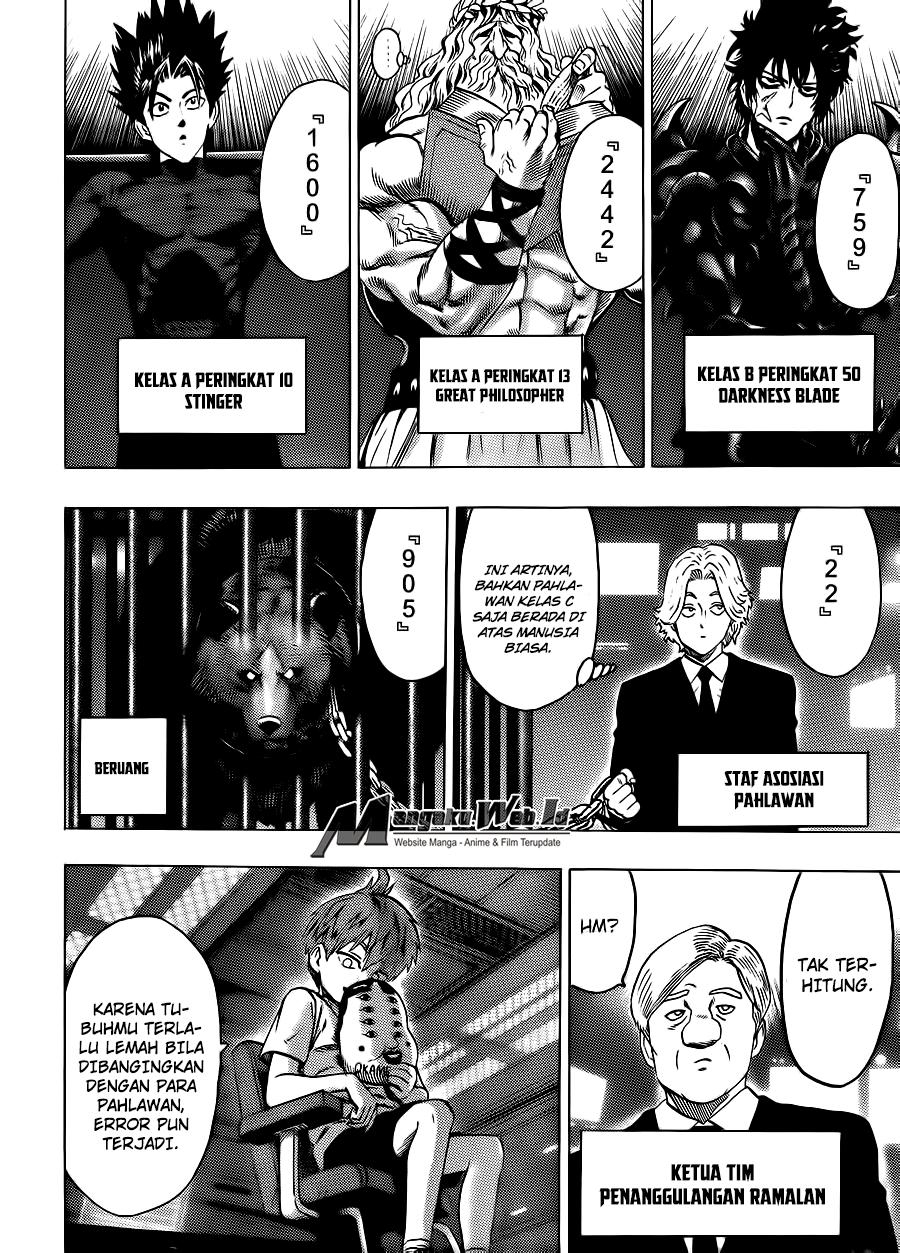 『759』
KELAS B PERINGKAT 50
DARKNESS BLADE
...
『2442』
KELAS A PERINGKAT 13
GREAT PHILOSOPHER
『1600』
KELAS A PERINGKAT 10
STINGER
『22』
INI ARTINYA,
BAHKAN PAHLA-
WAN KELAS C
SAJA BERADA DI
ATAS MANUSIA
BIASA.
STAF ASOSIASI
PAHLAWAN
『905』
BERUANG
Mangaku.Web.Id
Website Manga - Anime & Film Terupdate
TAK TER-
HITUNG.
HM?
KETUA TIM
PENANGGULANGAN RAMALAN
KARENA TU-
BUHMU TERLA-
LU LEMAH BILA
DIBANGINGKAN
DENGAN PARA
PAHLAWAN,
ERROR PUN
TERJADI.